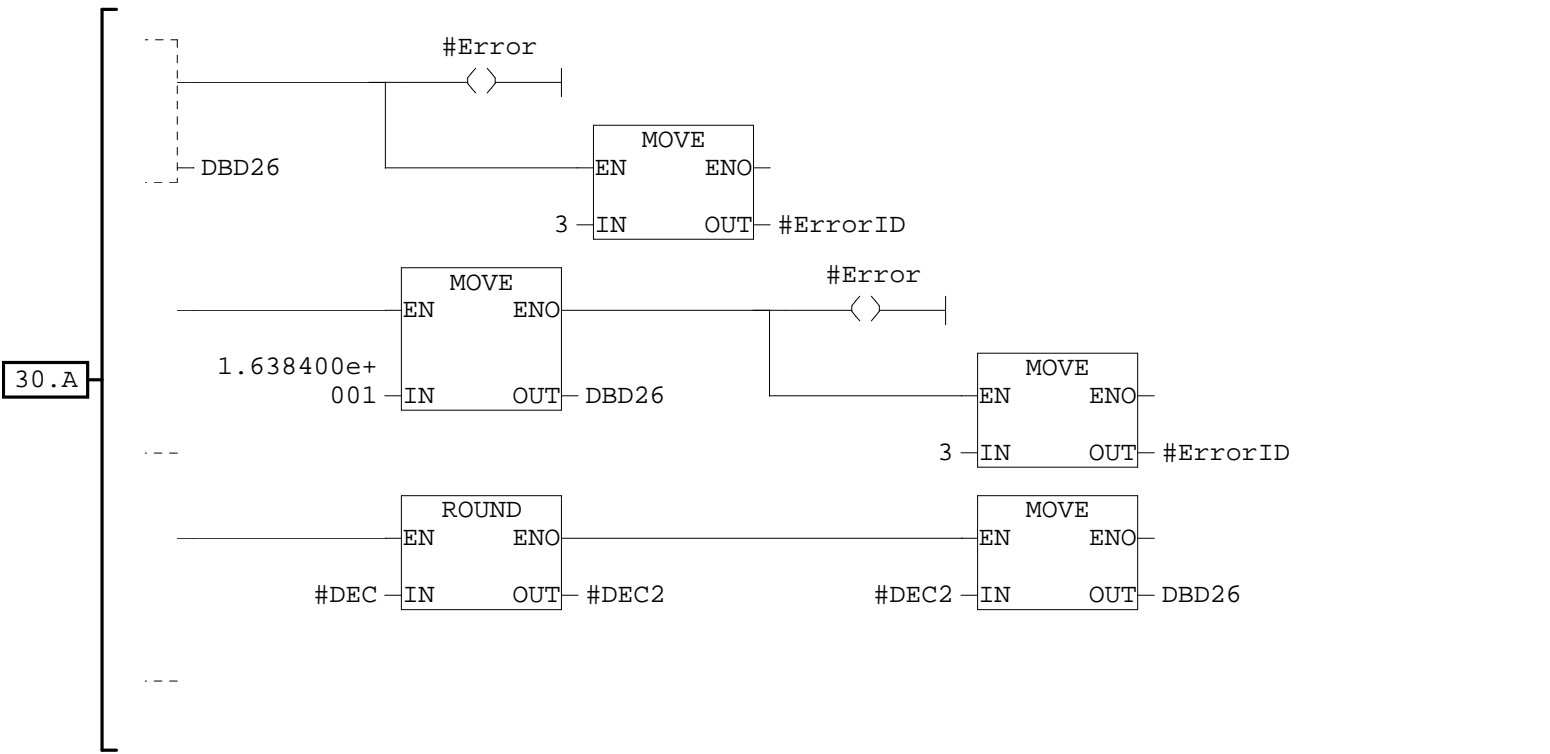 #Error
MOVE
DBD26
EN ENO
3 IN OUT #ErrorID
#Error
MOVE
EN ENO
1.638400e+
30.A
MOVE
001 IN OUT DBD26
EN ENO
3 IN OUT #ErrorID
ROUND MOVE
EN ENO EN ENO
#DEC IN OUT #DEC2 #DEC2 IN OUT DBD26